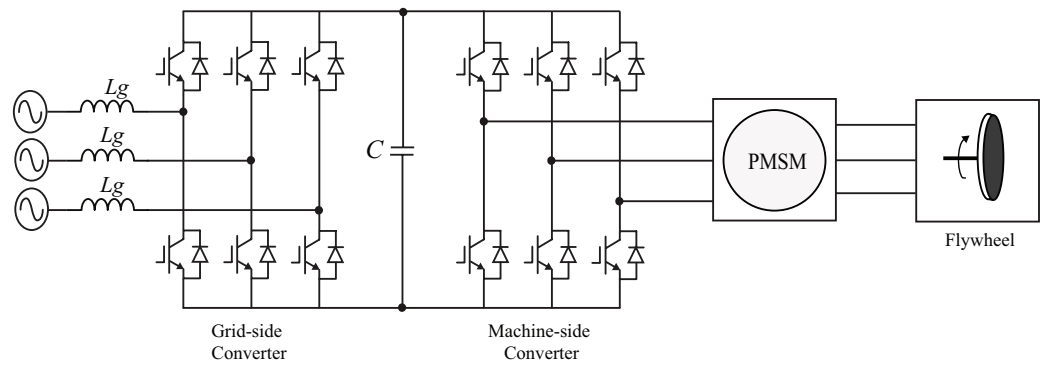 Lg
Lg
Lg
C
PMSM
Flywheel
Grid-side
Converter
Machine-side
Converter